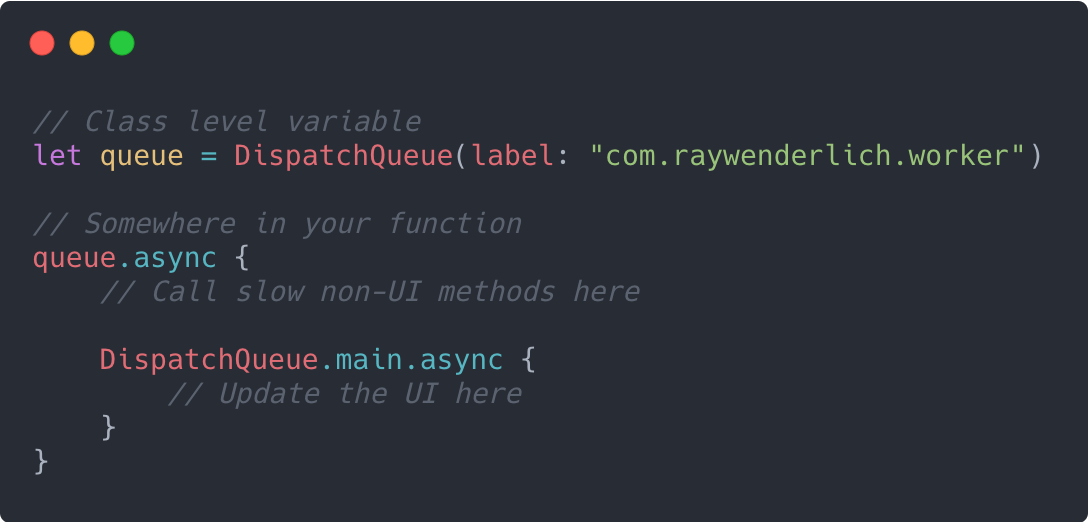 // Class level variable
let queue = DispatchQueue(label: "com.raywenderlich.worker")
// Somewhere in your function
queue.async {
// Call slow non-UI methods here
DispatchQueue.main.async {
// Update the UI here
}
}